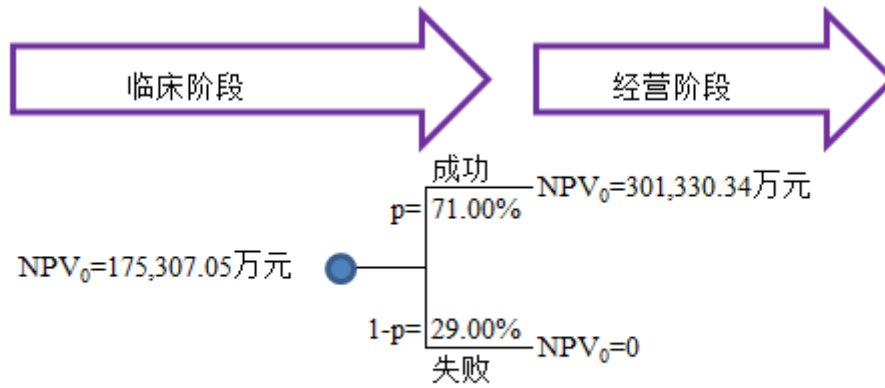 临床阶段
经营阶段
成功
NPV₀=301,330.34万元
p= 71.00%
NPV₀=175,307.05万元
1-p= 29.00%
NPV₀=0
失败